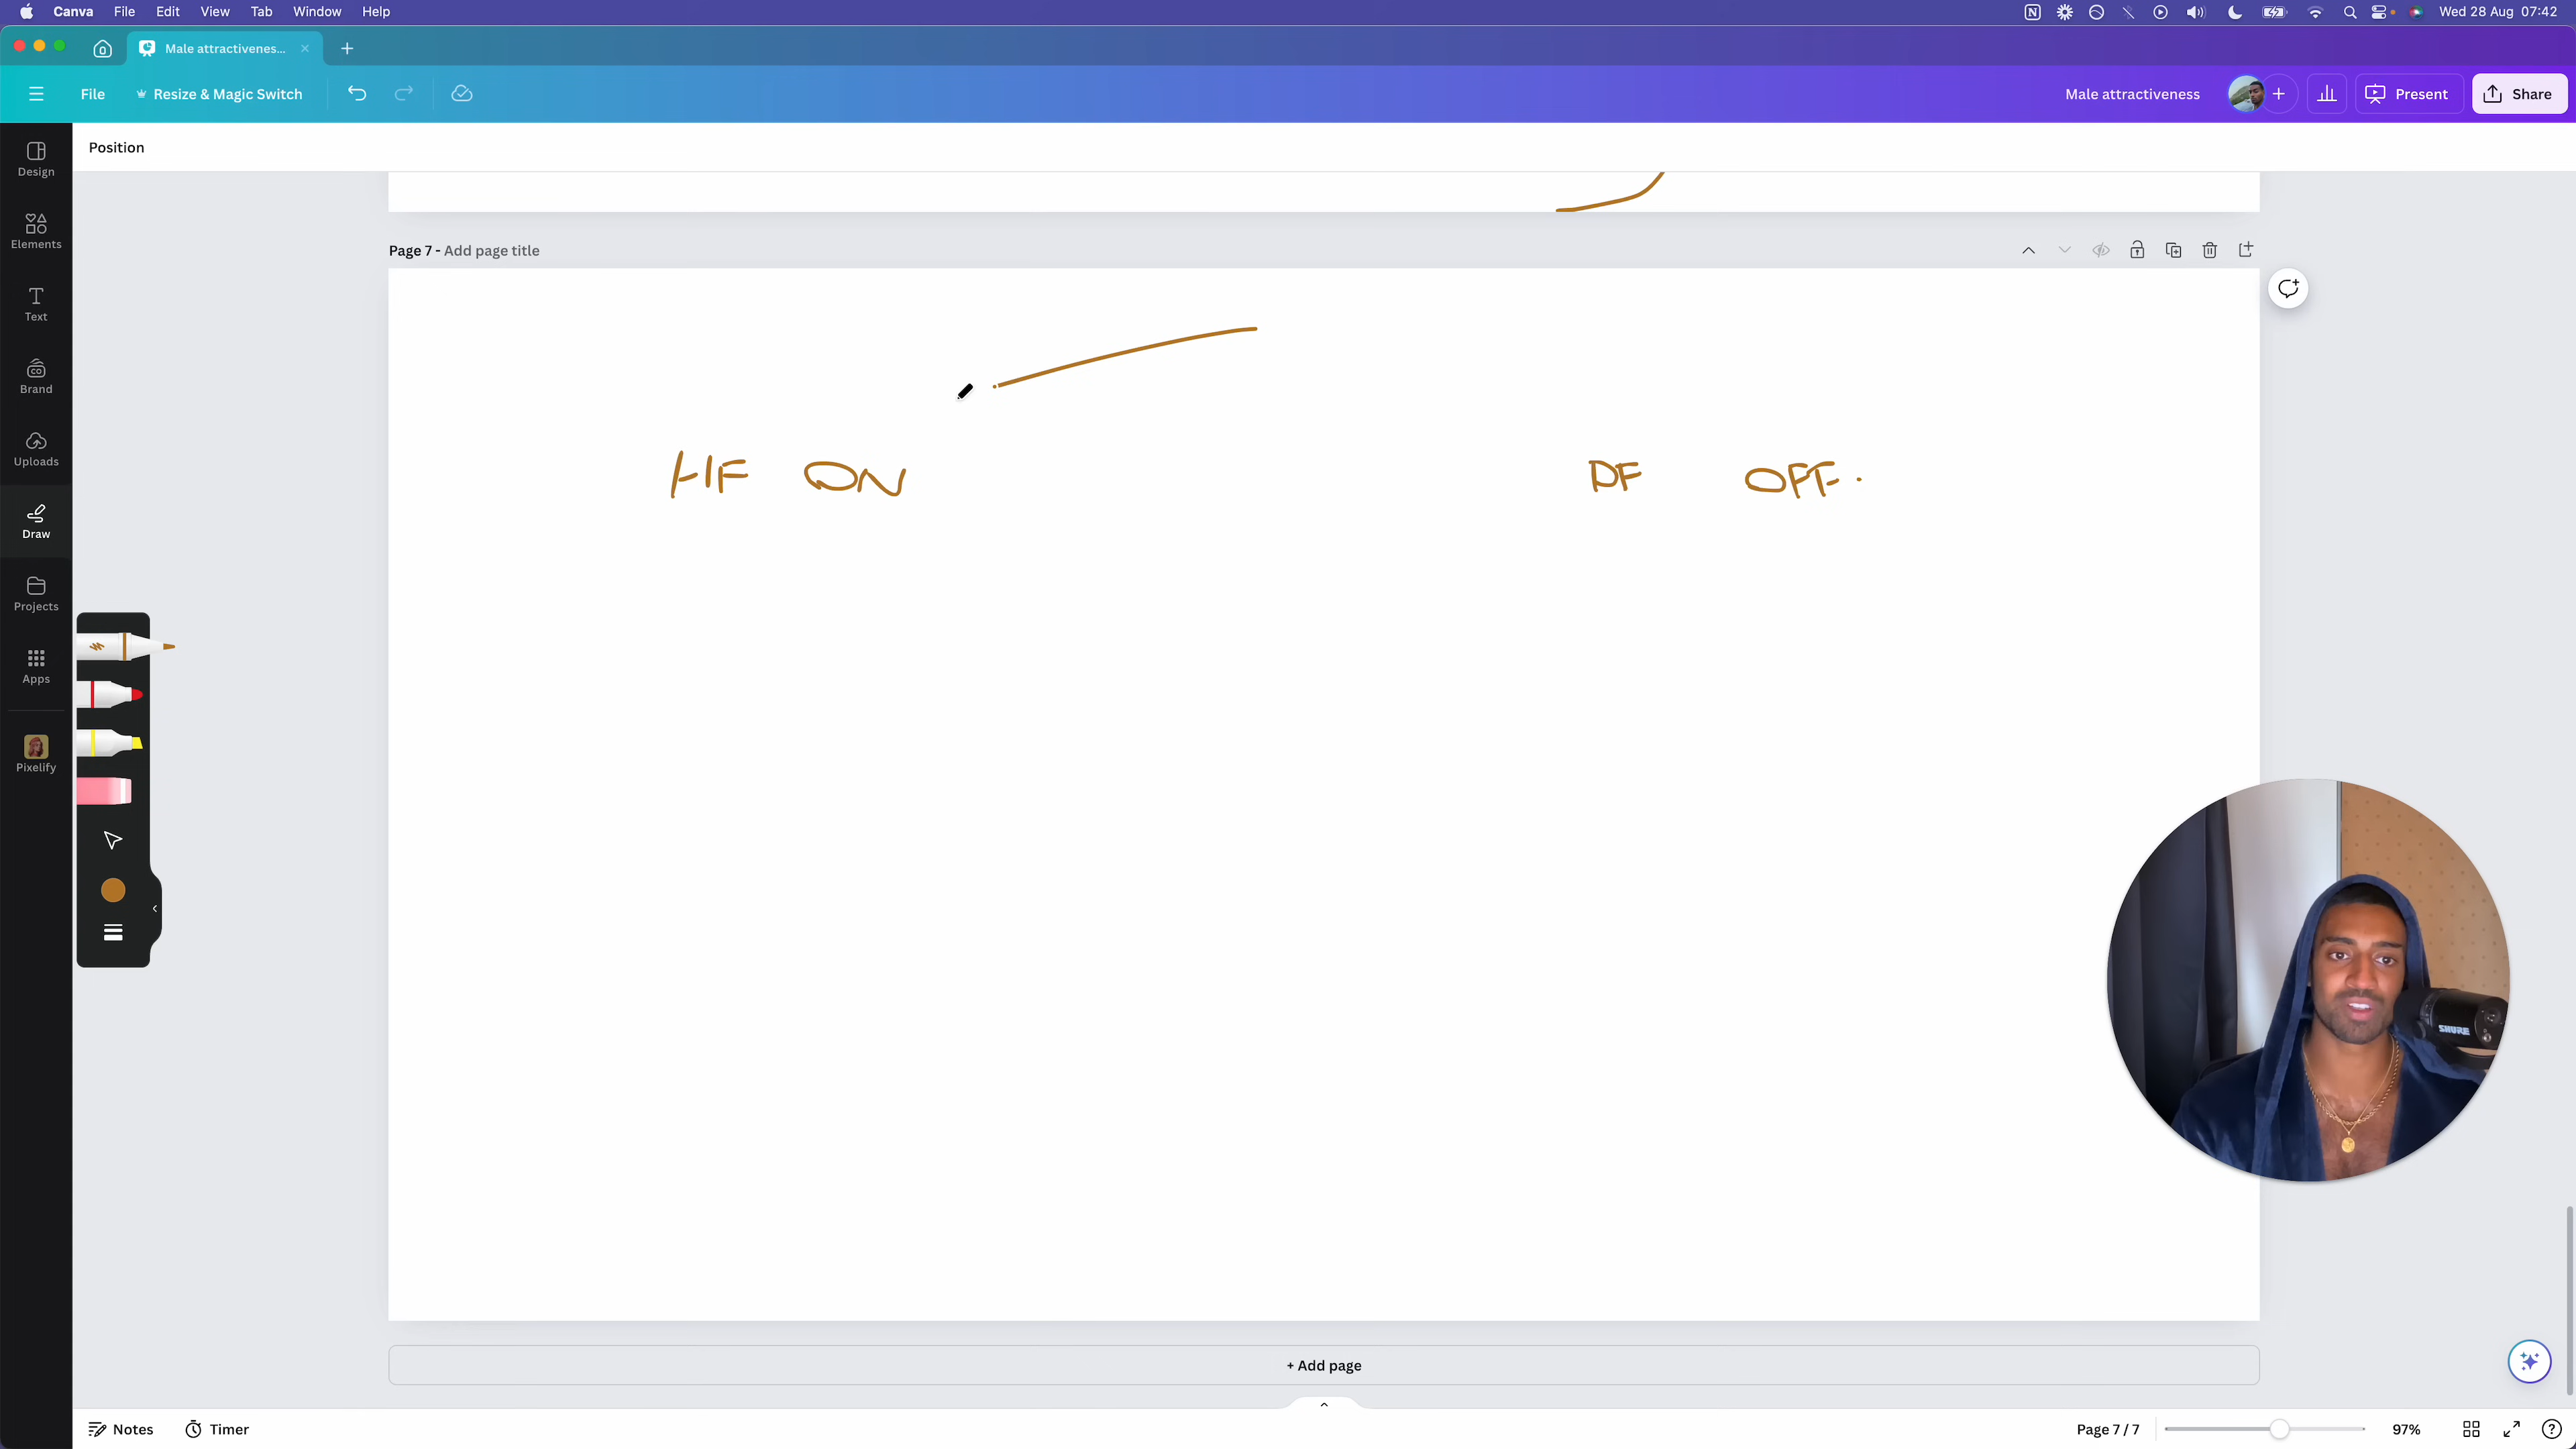 Canva File Edit View Tab Window Help Wed 28 Aug 07:42
Male attractivenes...
File Resize & Magic Switch Male attractiveness Present Share
Position
Design
Elements
Text
Brand
Uploads
Draw
Projects
Apps
Pixelify
Page 7 - Add page title
HF ON DF OFF.
SHURE
+ Add page
Notes Timer Page 7 / 7 97%